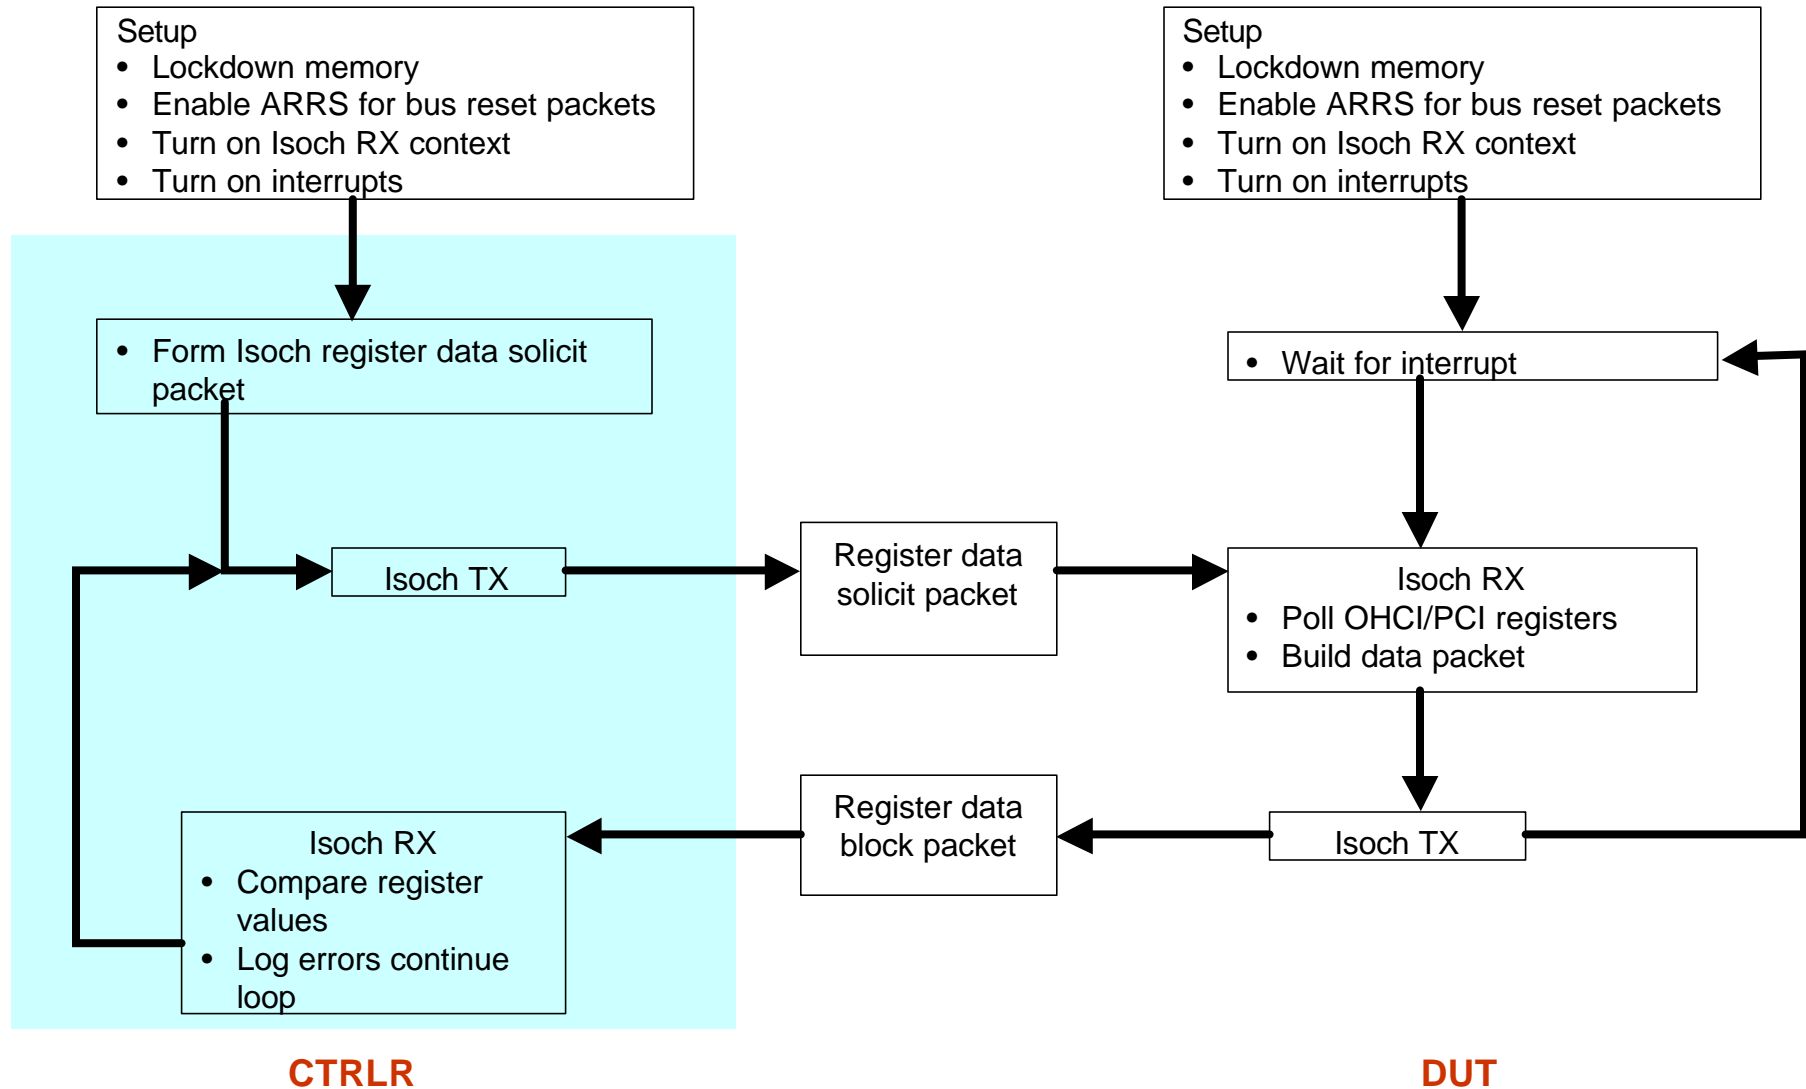 Setup
• Lockdown memory
• Enable ARRS for bus reset packets
• Turn on Isoch RX context
• Turn on interrupts
Setup
• Lockdown memory
• Enable ARRS for bus reset packets
• Turn on Isoch RX context
• Turn on interrupts
• Form Isoch register data solicit
packet
• Wait for interrupt
Isoch TX
Register data
solicit packet
Isoch RX
• Poll OHCI/PCI registers
• Build data packet
Isoch RX
• Compare register
values
• Log errors continue
loop
Register data
block packet
Isoch TX
CTRLR
DUT